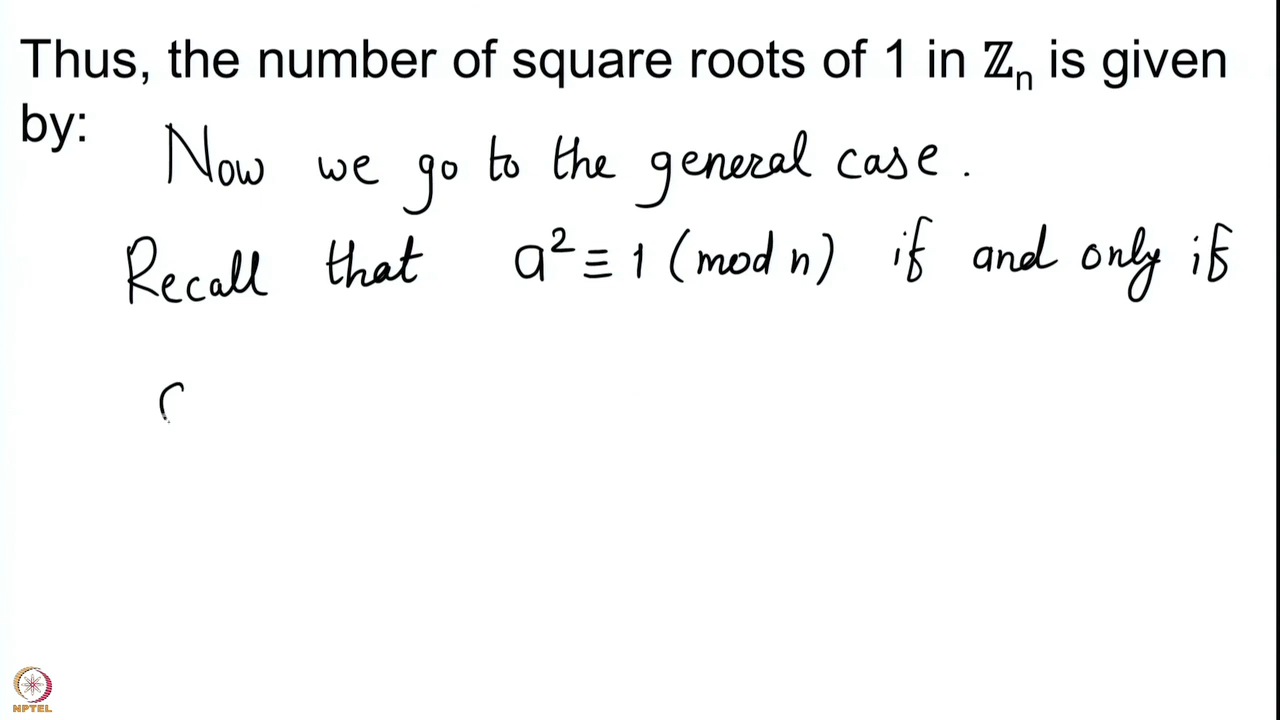 Thus, the number of square roots of 1 in ℤₙ is given
by:
Now we go to the general case.
Recall that a² ≡ 1 (mod n) if and only if
NPTEL